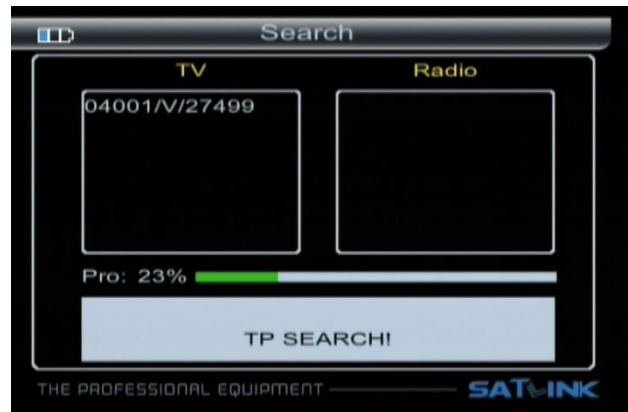 Search
TV
Radio
04001/V/27499
Pro: 23%
TP SEARCH!
THE PROFESSIONAL EQUIPMENT
SATLINK